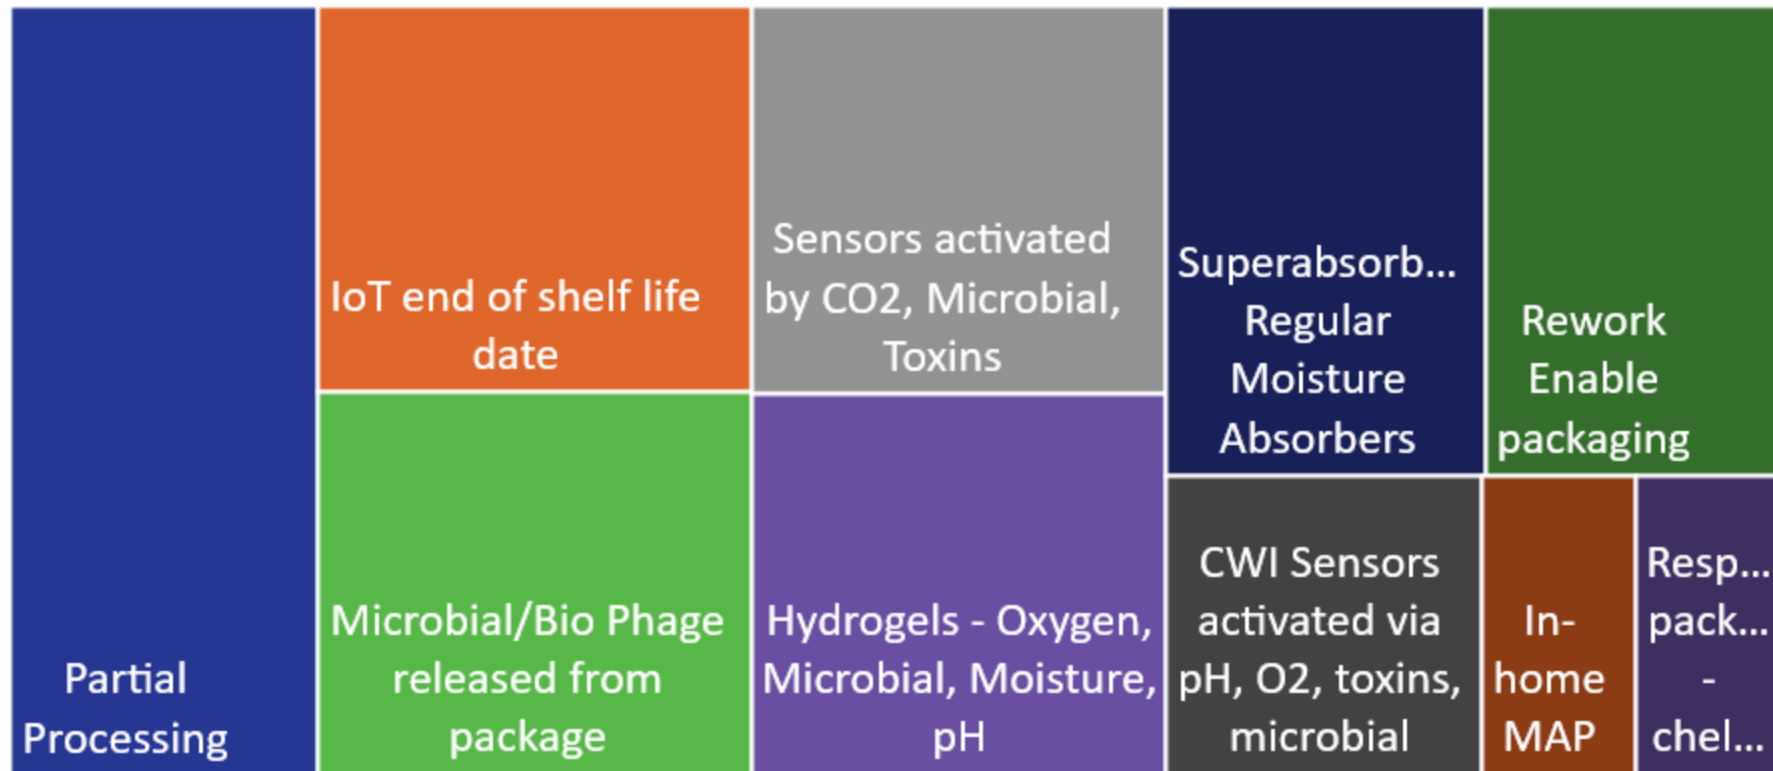 Partial
Processing
IoT end of shelf life
date
Microbial/Bio Phage
released from
package
Sensors activated
by CO2, Microbial,
Toxins
Hydrogels - Oxygen,
Microbial, Moisture,
pH
Superabsorb...
Regular
Moisture
Absorbers
Rework
Enable
packaging
CWI Sensors
activated via
pH, O2, toxins,
microbial
In-
home
MAP
Resp...
pack...
-
chel...